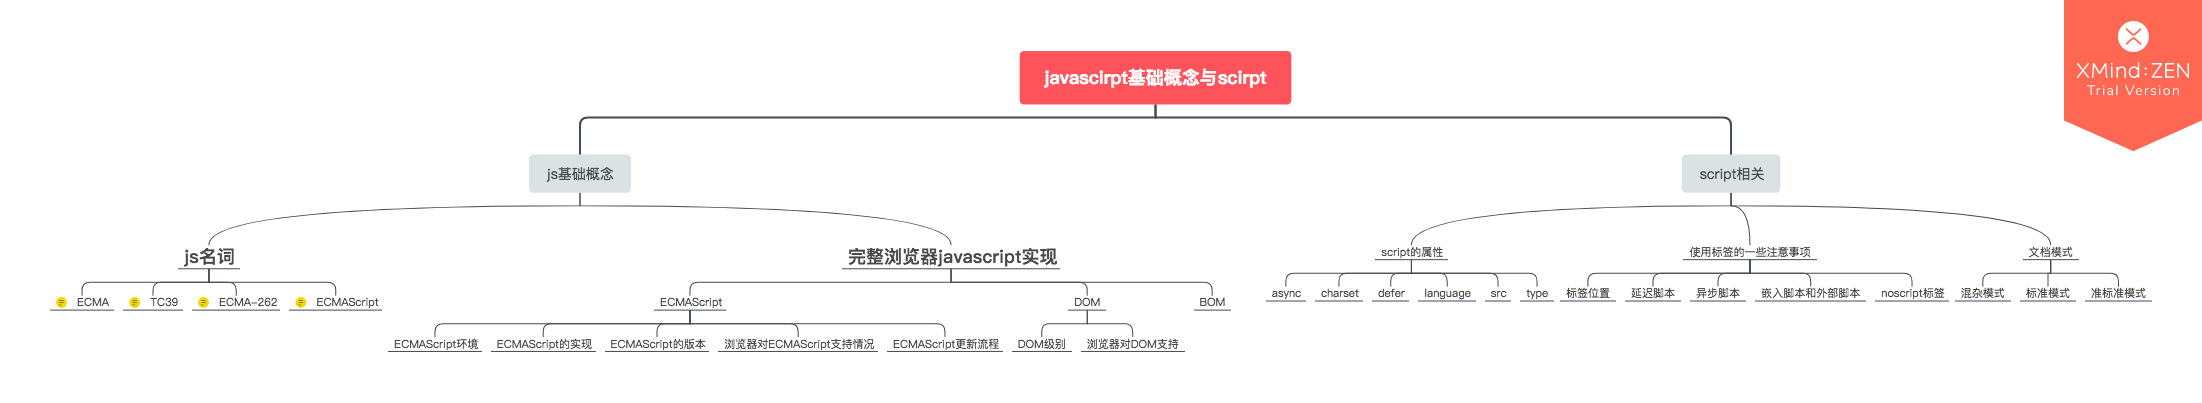 javascirpt基础概念与scirpt
XMind:ZEN
Trial Version
js基础概念
script相关
js名词
完整浏览器javascript实现
script的属性
使用标签的一些注意事项
文档模式
ECMA
TC39
ECMA-262
ECMAScript
ECMAScript
DOM
BOM
async
charset
defer
language
src
type
标签位置
延迟脚本
异步脚本
嵌入脚本和外部脚本
noscript标签
混杂模式
标准模式
准标准模式
ECMAScript环境
ECMAScript的实现
ECMAScript的版本
浏览器对ECMAScript支持情况
ECMAScript更新流程
DOM级别
浏览器对DOM支持